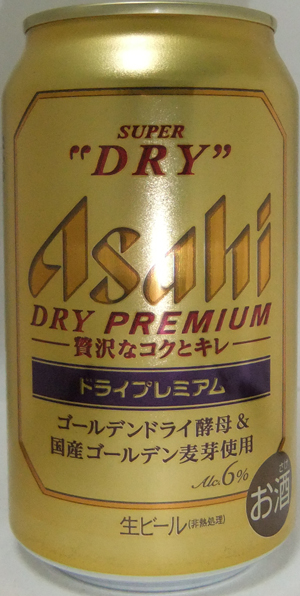 SUPER
"DRY"
Asahi
DRY PREMIUM
贅沢なコクとキレ
ドライプレミアム
ゴールデンドライ酵母&
国産ゴールデン麦芽使用
Alc.6%
さけ
お酒
生ビール(非熱処理)